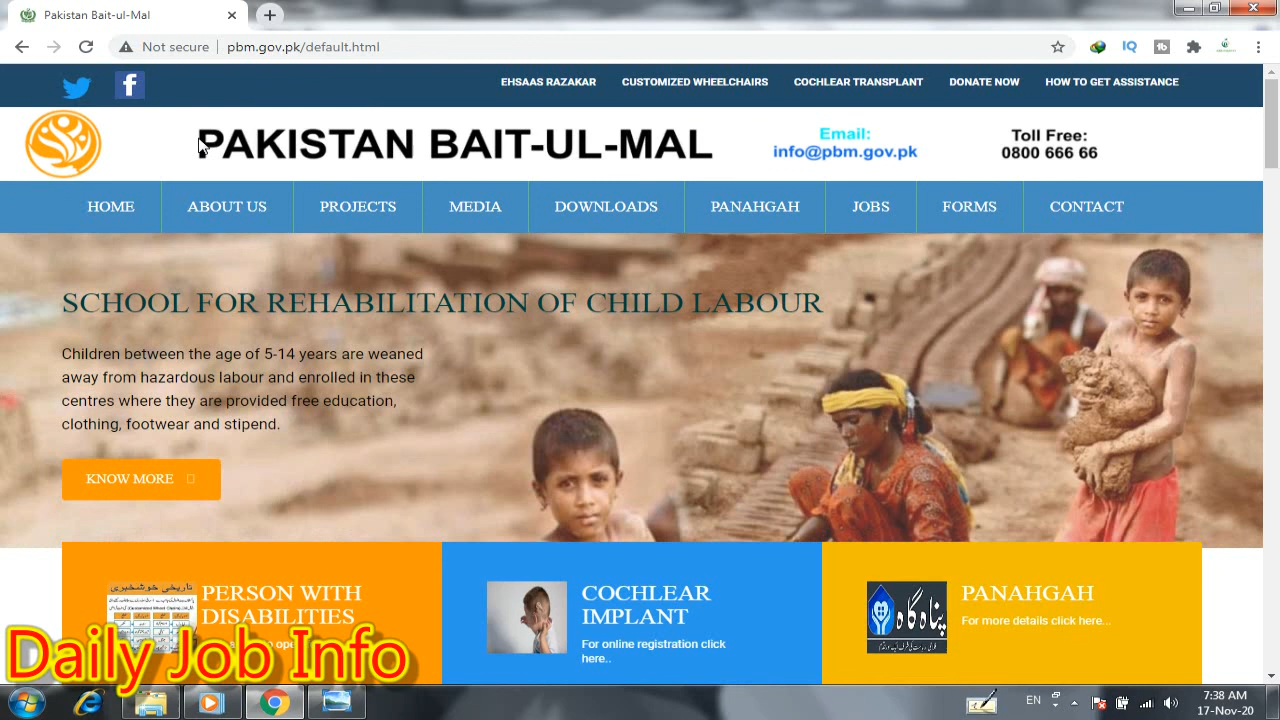 Pakistan Bait-ul-Mal
Not secure
pbm.gov.pk/default.html
EHSAAS RAZAKAR
CUSTOMIZED WHEELCHAIRS
COCHLEAR TRANSPLANT
DONATE NOW
HOW TO GET ASSISTANCE
PAKISTAN BAIT-UL-MAL
Email:
info@pbm.gov.pk
Toll Free:
0800 666 66
HOME
ABOUT US
PROJECTS
MEDIA
DOWNLOADS
PANAHGAH
JOBS
FORMS
CONTACT
SCHOOL FOR REHABILITATION OF CHILD LABOUR
Children between the age of 5-14 years are weaned
away from hazardous labour and enrolled in these
centres where they are provided free education,
clothing, footwear and stipend.
KNOW MORE
تاریخی خوشخبری
PERSON WITH
DISABILITIES
COCHLEAR
IMPLANT
For online registration click
here..
پناہ گاہ
PANAHGAH
For more details click here...
Daily Job Info
EN
7:38 AM
17-Nov-20